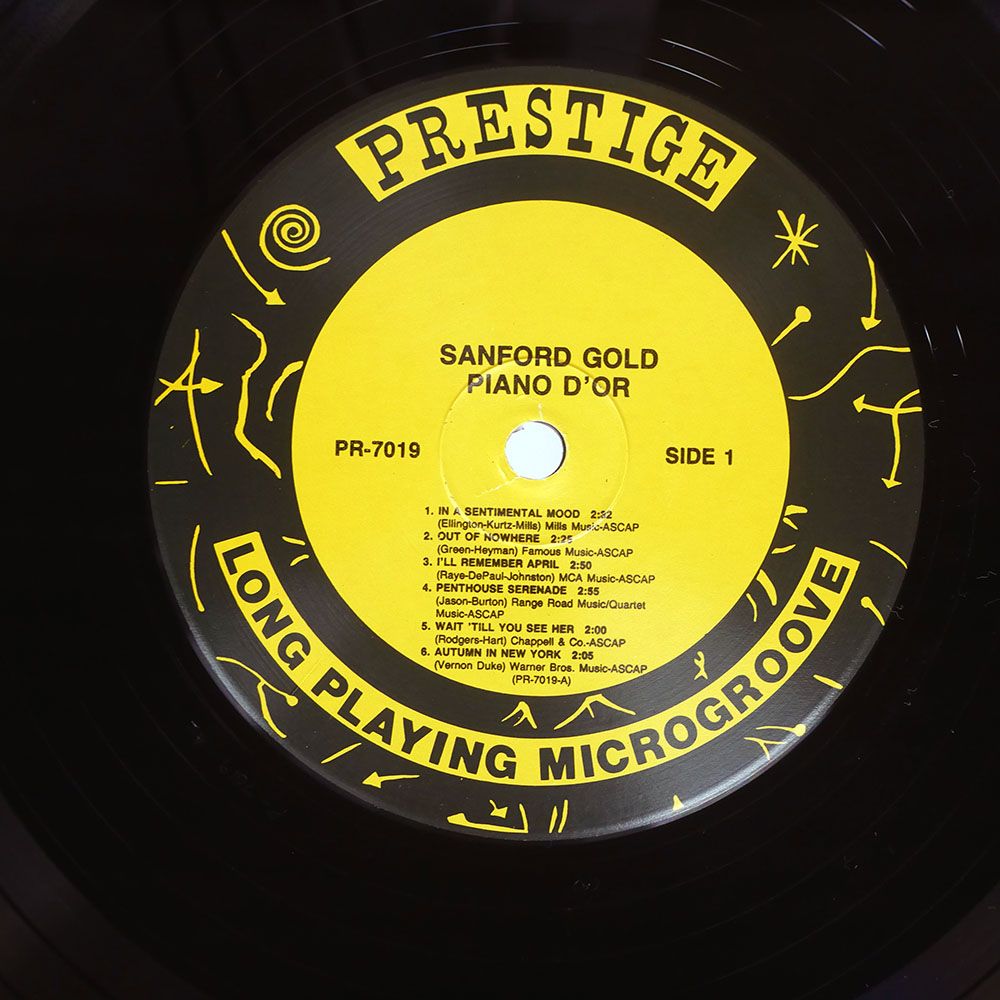 PRESTIGE
SANFORD GOLD
PIANO D'OR
PR-7019
SIDE 1
1. IN A SENTIMENTAL MOOD 2:32
(Ellington-Kurtz-Mills) Mills Music-ASCAP
2. OUT OF NOWHERE 2:25
(Green-Heyman) Famous Music-ASCAP
3. I'LL REMEMBER APRIL 2:50
(Raye-DePaul-Johnston) MCA Music-ASCAP
4. PENTHOUSE SERENADE 2:55
(Jason-Burton) Range Road Music/Quartet
Music-ASCAP
5. WAIT 'TILL YOU SEE HER 2:00
(Rodgers-Hart) Chappell & Co.-ASCAP
6. AUTUMN IN NEW YORK 2:05
(Vernon Duke) Warner Bros. Music-ASCAP
(PR-7019-A)
LONG PLAYING MICROGROOVE